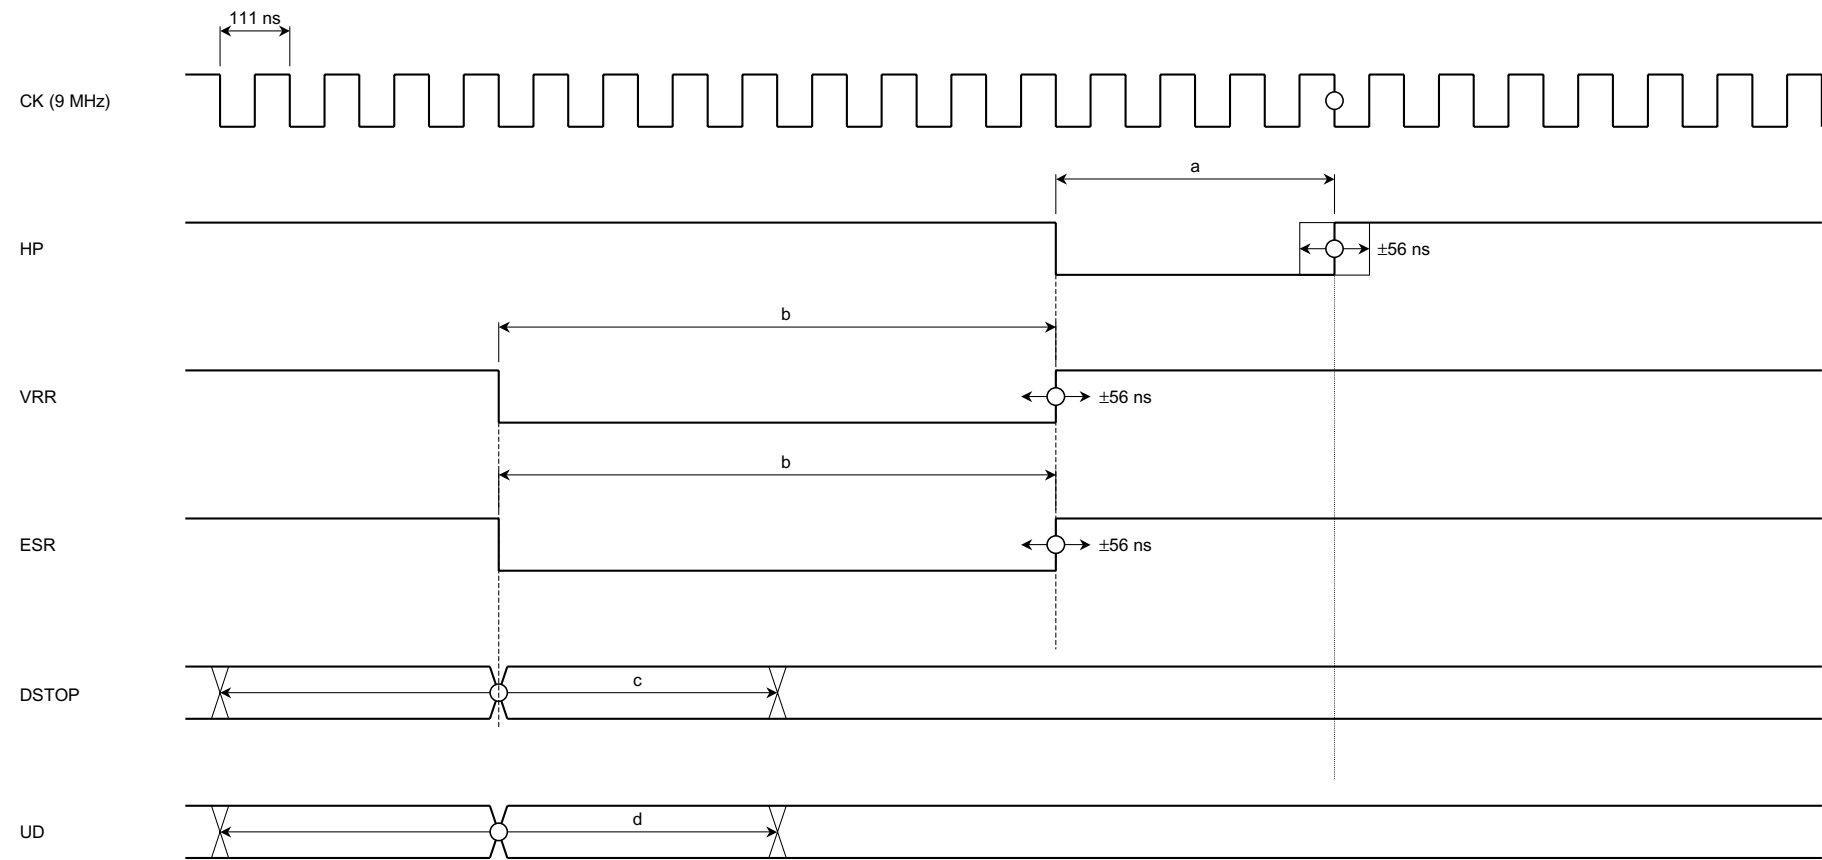 111 ns
CK (9 MHz)
a
HP
±56 ns
b
VRR
±56 ns
b
ESR
±56 ns
c
DSTOP
d
UD